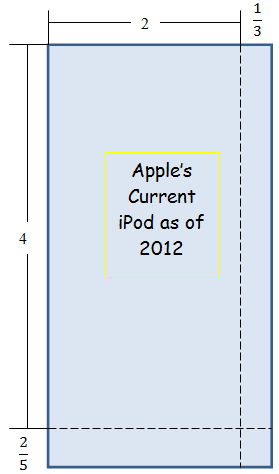 2
1/3
Apple's
Current
iPod as of
2012
4
2/5